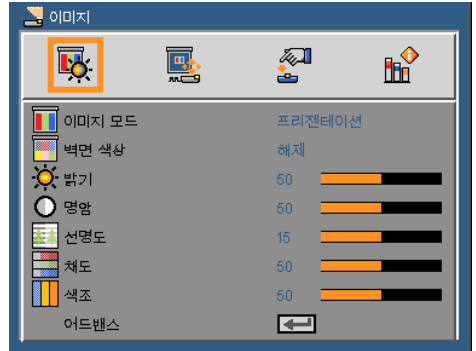 이미지
이미지 모드 프리젠테이션
벽면 색상 해제
밝기 50
명암 50
선명도 15
채도 50
색조 50
어드밴스